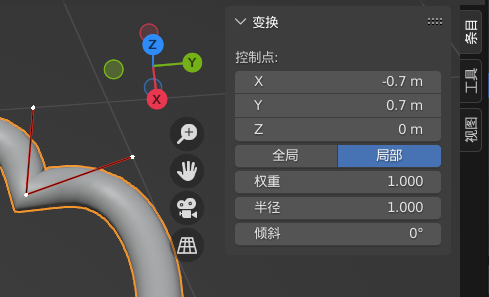 变换
控制点:
X -0.7 m
Y 0.7 m
Z 0 m
全局 局部
权重 1.000
半径 1.000
倾斜 0°
条目
工具
视图
Z
Y
X